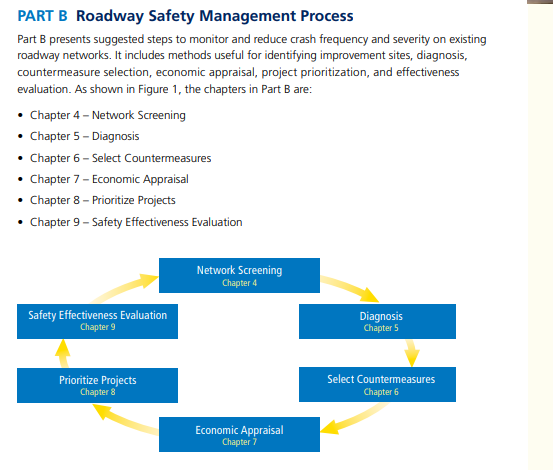 PART B Roadway Safety Management Process
Part B presents suggested steps to monitor and reduce crash frequency and severity on existing
roadway networks. It includes methods useful for identifying improvement sites, diagnosis,
countermeasure selection, economic appraisal, project prioritization, and effectiveness
evaluation. As shown in Figure 1, the chapters in Part B are:
• Chapter 4 – Network Screening
• Chapter 5 – Diagnosis
• Chapter 6 – Select Countermeasures
• Chapter 7 – Economic Appraisal
• Chapter 8 – Prioritize Projects
• Chapter 9 – Safety Effectiveness Evaluation
Network Screening
Chapter 4
Diagnosis
Chapter 5
Select Countermeasures
Chapter 6
Economic Appraisal
Chapter 7
Prioritize Projects
Chapter 8
Safety Effectiveness Evaluation
Chapter 9